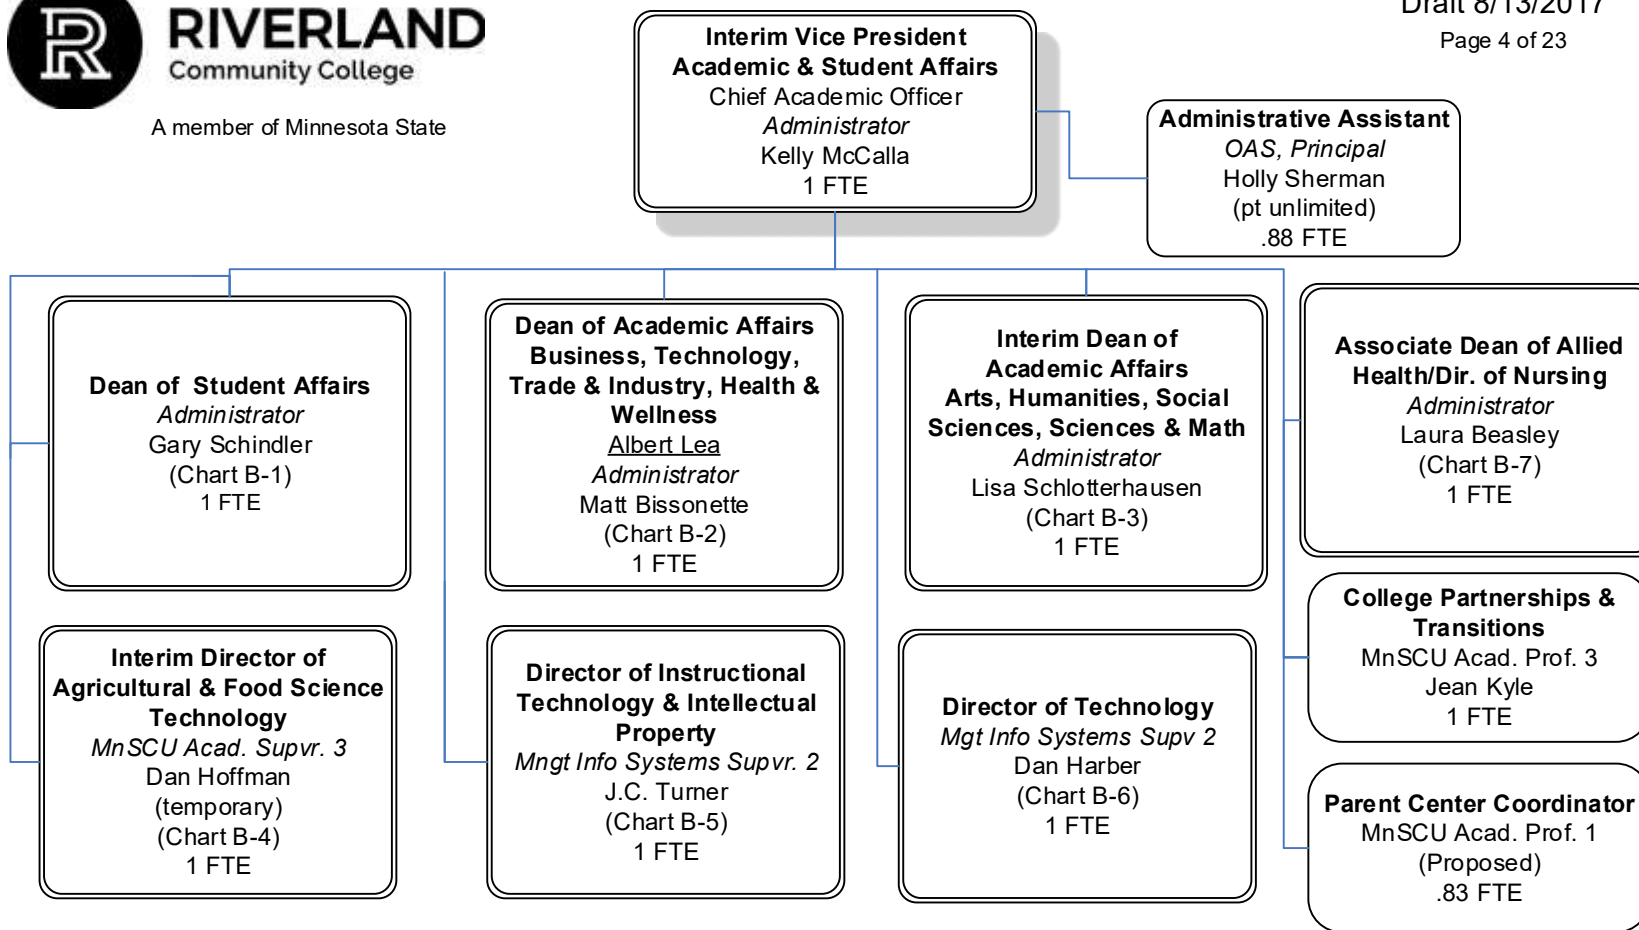 RIVERLAND
Community College
A member of Minnesota State
Draft 8/13/2017
Page 4 of 23
Interim Vice President
Academic & Student Affairs
Chief Academic Officer
Administrator
Kelly McCalla
1 FTE
Administrative Assistant
OAS, Principal
Holly Sherman
(pt unlimited)
.88 FTE
Dean of Student Affairs
Administrator
Gary Schindler
(Chart B-1)
1 FTE
Dean of Academic Affairs
Business, Technology,
Trade & Industry, Health &
Wellness
Albert Lea
Administrator
Matt Bissonette
(Chart B-2)
1 FTE
Interim Dean of
Academic Affairs
Arts, Humanities, Social
Sciences, Sciences & Math
Administrator
Lisa Schlotterhausen
(Chart B-3)
1 FTE
Associate Dean of Allied
Health/Dir. of Nursing
Administrator
Laura Beasley
(Chart B-7)
1 FTE
Interim Director of
Agricultural & Food Science
Technology
MnSCU Acad. Supvr. 3
Dan Hoffman
(temporary)
(Chart B-4)
1 FTE
Director of Instructional
Technology & Intellectual
Property
Mngt Info Systems Supvr. 2
J.C. Turner
(Chart B-5)
1 FTE
Director of Technology
Mgt Info Systems Supv 2
Dan Harber
(Chart B-6)
1 FTE
College Partnerships &
Transitions
MnSCU Acad. Prof. 3
Jean Kyle
1 FTE
Parent Center Coordinator
MnSCU Acad. Prof. 1
(Proposed)
.83 FTE